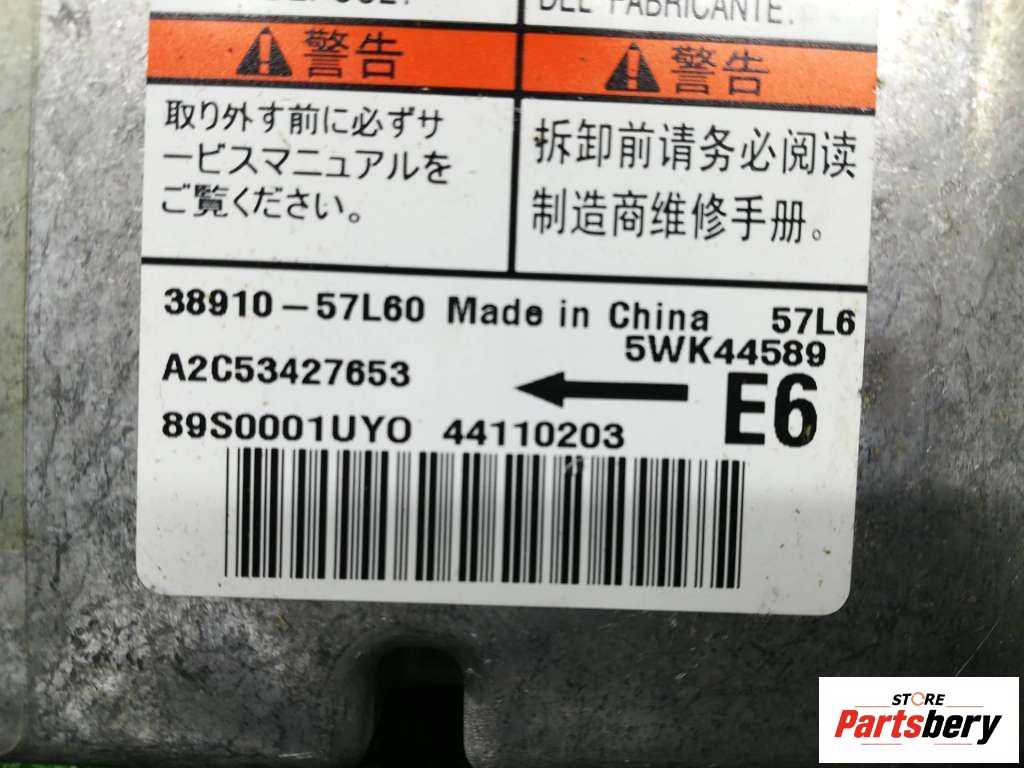 DEL FABRICANTE.
警告
警告
取り外す前に必ずサ
ービスマニュアルを
ご覧ください。
拆卸前请务必阅读
制造商维修手册。
38910-57L60 Made in China 57L6
5WK44589
A2C53427653
E6
89S0001UYO 44110203
STORE
Partsbery